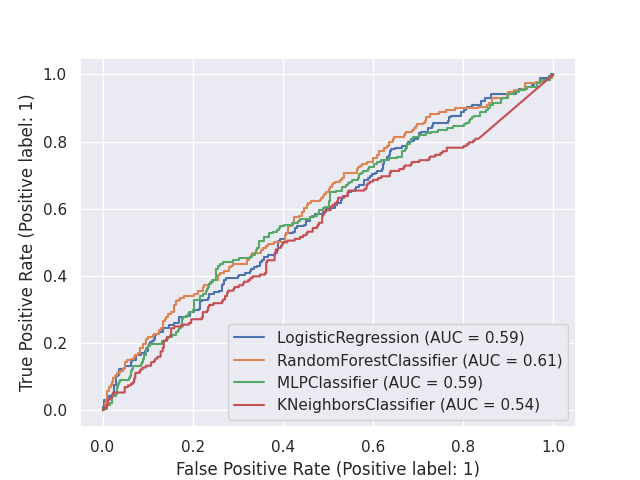 1.0
0.8
0.6
0.4
0.2
0.0
True Positive Rate (Positive label: 1)
LogisticRegression (AUC = 0.59)
RandomForestClassifier (AUC = 0.61)
MLPClassifier (AUC = 0.59)
KNeighborsClassifier (AUC = 0.54)
0.0 0.2 0.4 0.6 0.8 1.0
False Positive Rate (Positive label: 1)